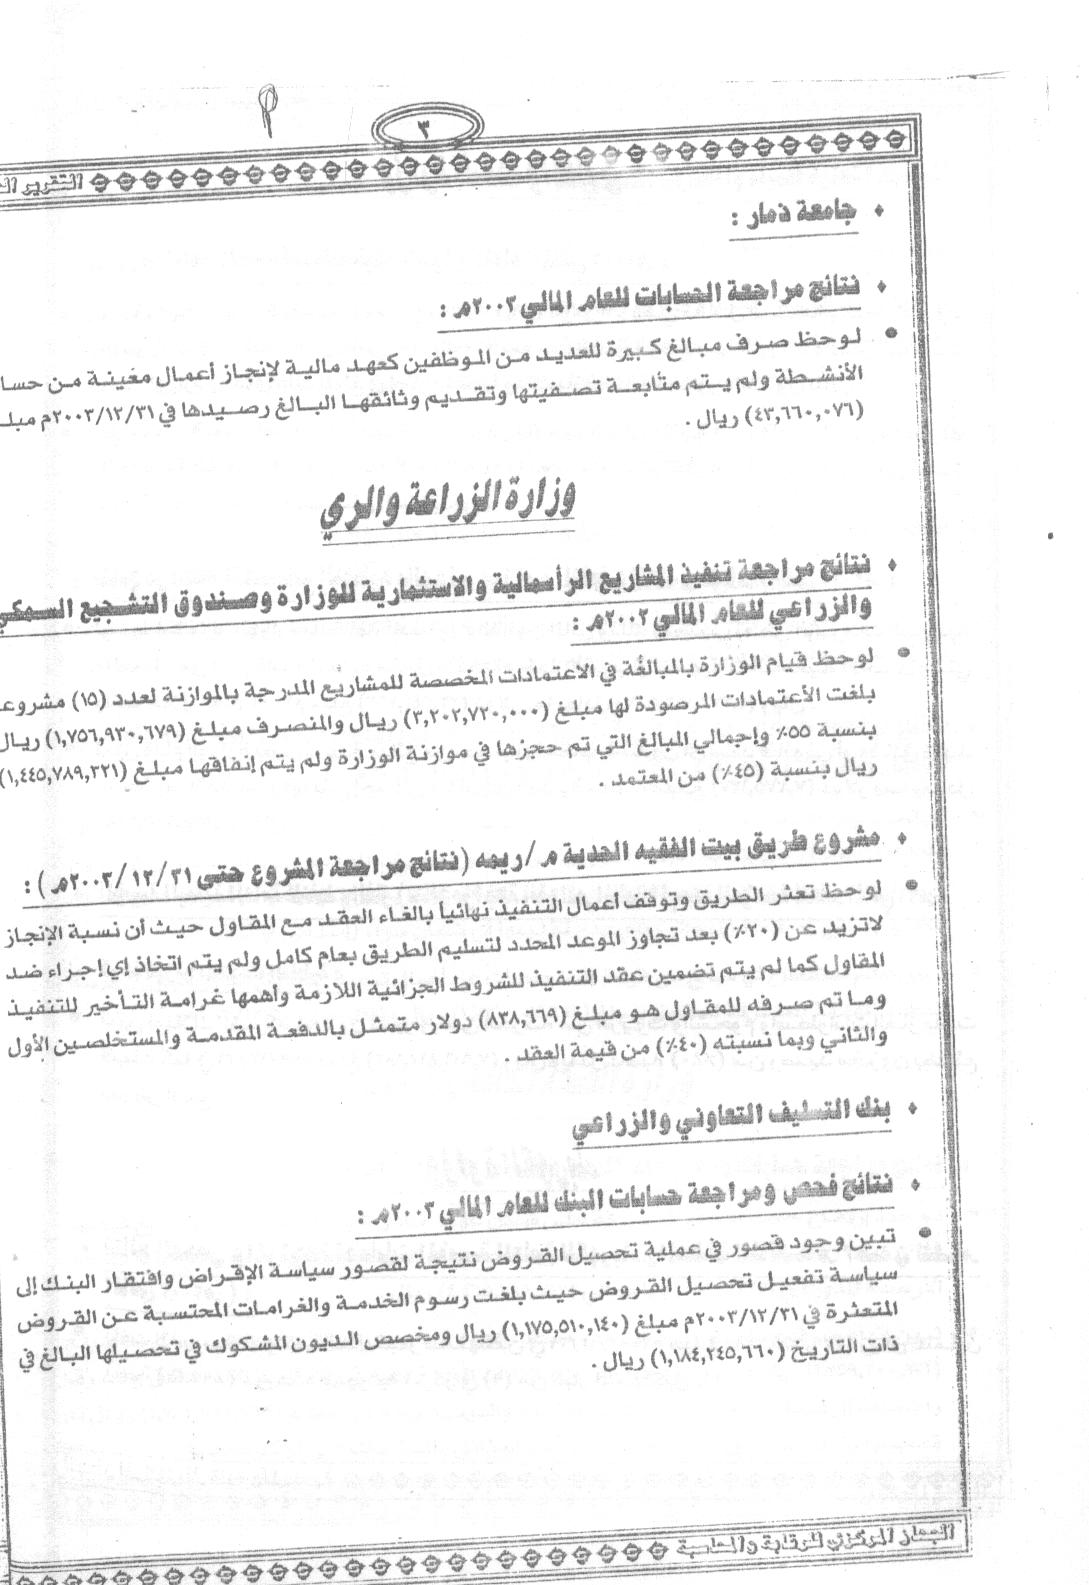 ٣
التقرير
جامعة ذمار :
نتائج مراجعة الحسابات للعام المالي ٢٠٠٣م :
لوحظ صرف مبالغ كبيرة للعديد من الموظفين كعهد مالية لإنجاز أعمال معينة من
الأنشطة ولم يتم متابعة تصفيتها وتقديم وثائقها البالغ رصيدها في ٢٠٠٣/١٢/٣١م
(٤٣,٦٦٠,٠٧٦) ريال .
وزارة الزراعة والري
نتائج مراجعة تنفيذ المشاريع الرأسمالية والاستثمارية للوزارة وصندوق التشجيع السمكي
والزراعي للعام المالي ٢٠٠٢م :
لوحظ قيام الوزارة بالمبالغة في الاعتمادات المخصصة للمشاريع المدرجة بالموازنة لعدد (١٥) مشروعا
بلغت الأعتمادات المرصودة لها مبلغ (٣,٢٠٢,٧٢٠,٠٠٠) ريال والمنصرف مبلغ (١,٧٥٦,٩٣٠,٦٧٩) ريال
بنسبة ٥٥٪ وإجمالي المبالغ التي تم حجزها في موازنة الوزارة ولم يتم إنفاقها مبلغ (١,٤٤٥,٧٨٩,٣٢١)
ريال بنسبة (٤٥٪) من المعتمد .
مشروع طريق بيت الفقيه الحدية م/ريمه (نتائج مراجعة المشروع حتى ٢٠٠٣/١٢/٣١م) :
لوحظ تعثر الطريق وتوقف أعمال التنفيذ نهائياً بالغاء العقد مع المقاول حيث أن نسبة الإنجاز
لاتزيد عن (٢٠٪) بعد تجاوز الموعد المحدد لتسليم الطريق بعام كامل ولم يتم اتخاذ إي إجراء ضد
المقاول كما لم يتم تضمين عقد التنفيذ للشروط الجزائية اللازمة وأهمها غرامة التأخير للتنفيذ
وما تم صرفه للمقاول هو مبلغ (٨٣٨,٦٦٩) دولار متمثل بالدفعة المقدمة والمستخلصين الأول
والثاني وبما نسبته (٤٠٪) من قيمة العقد .
بنك التسليف التعاوني والزراعي
نتائج فحص ومراجعة حسابات البنك للعام المالي ٢٠٠٣م :
تبين وجود قصور في عملية تحصيل القروض نتيجة لقصور سياسة الإقراض وافتقار البنك إلى
سياسة تفعيل تحصيل القروض حيث بلغت رسوم الخدمة والغرامات المحتسبة عن القروض
المتعثرة في ٢٠٠٣/١٢/٣١م مبلغ (١,١٧٥,٥١٠,١٤٠) ريال ومخصص الديون المشكوك في تحصيلها البالغ في
ذات التاريخ (١,١٨٤,٢٤٥,٦٦٠) ريال .
الجهاز المركزي للرقابة والمحاسبة